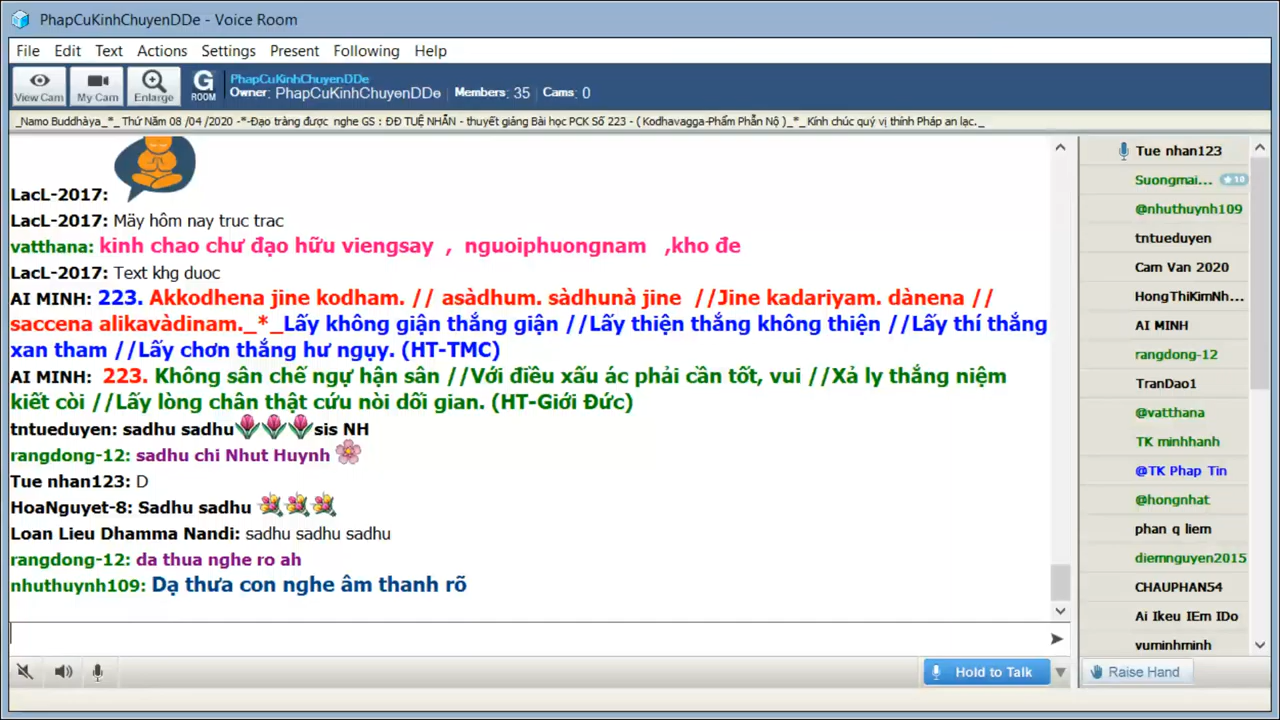 PhapCuKinhChuyenDDe - Voice Room
File Edit Text Actions Settings Present Following Help
View Cam My Cam Enlarge G ROOM
PhapCuKinhChuyenDDe
Owner: PhapCuKinhChuyenDDe Members: 35 Cams: 0
_Namo Buddhàya_*_ Thứ Năm 08 /04 /2020 -*-Đạo tràng được nghe GS : ĐĐ TUỆ NHÂN - thuyết giảng Bài học PCK Số 223 - ( Kodhavagga-Phẩm Phẫn Nộ )_*_ Kính chúc quý vị thính Pháp an lạc._
LacL-2017:
LacL-2017: Mãy hôm nay truc trac
vatthana: kinh chao chư đạo hữu viengsay , nguoiphuongnam ,kho đe
LacL-2017: Text khg duoc
AI MINH: 223. Akkodhena jine kodham. // asàdhum. sàdhunà jine //Jine kadariyam. dànena //
saccena alikavàdinam._*_Lấy không giận thắng giận //Lấy thiện thắng không thiện //Lấy thí thắng
xan tham //Lấy chơn thắng hư ngụy. (HT-TMC)
AI MINH: 223. Không sân chế ngự hận sân //Với điều xấu ác phải cần tốt, vui //Xả ly thắng niệm
kiết còi //Lấy lòng chân thật cứu nòi dối gian. (HT-Giới Đức)
tntueduyen: sadhu sadhu sis NH
rangdong-12: sadhu chi Nhut Huynh
Tue nhan123: D
HoaNguyet-8: Sadhu sadhu
Loan Lieu Dhamma Nandi: sadhu sadhu sadhu
rangdong-12: da thua nghe ro ah
nhuthuynh109: Dạ thưa con nghe âm thanh rõ
Hold to Talk
Tue nhan123
Suongmai... 10
@nhuthuynh109
tntueduyen
Cam Van 2020
HongThiKimNh...
AI MINH
rangdong-12
TranDao1
@vatthana
TK minhhanh
@TK Phap Tin
@hongnhat
phan q liem
diemnguyen2015
CHAUPHAN54
Ai Ikeu IEm IDo
vuminhminh
Raise Hand